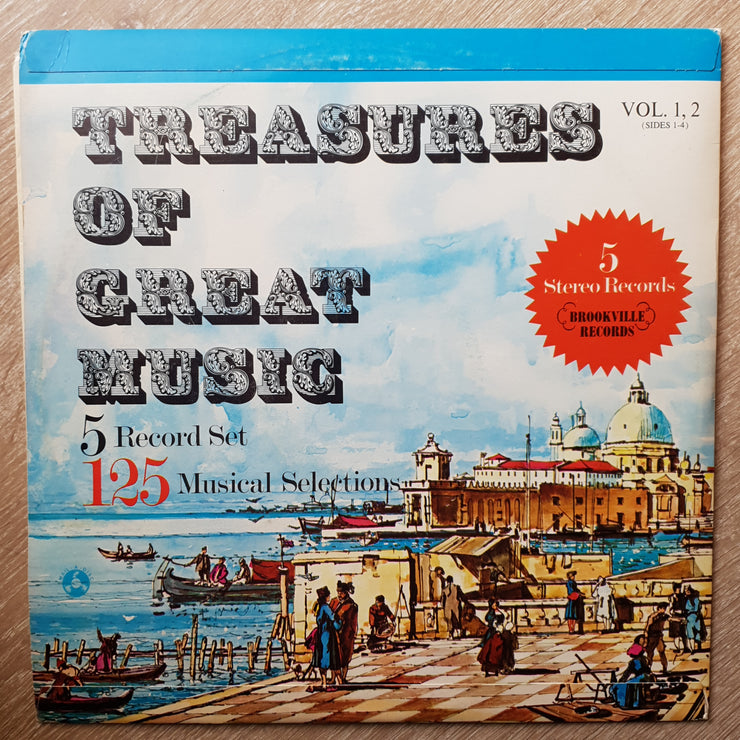 TREASURES
OF
GREAT
MUSIC
VOL. 1, 2
(SIDES 1-4)
5
Stereo Records
BROOKVILLE
RECORDS
5 Record Set
125 Musical Selections